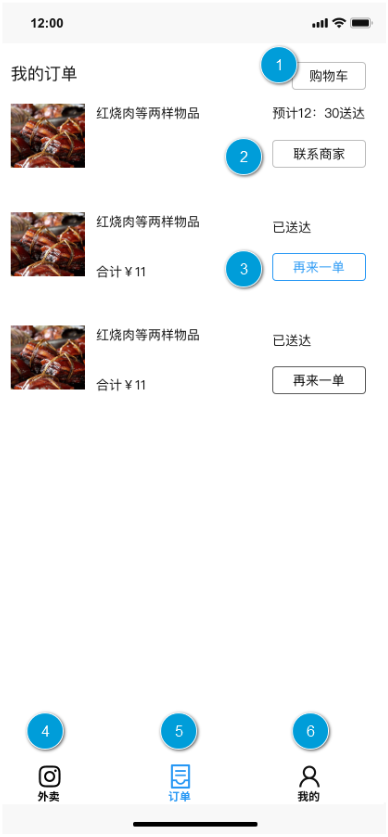 12:00
1
我的订单
购物车
红烧肉等两样物品
预计12：30送达
2
联系商家
红烧肉等两样物品
已送达
合计￥11
3
再来一单
红烧肉等两样物品
已送达
合计￥11
再来一单
4
5
6
外卖
订单
我的